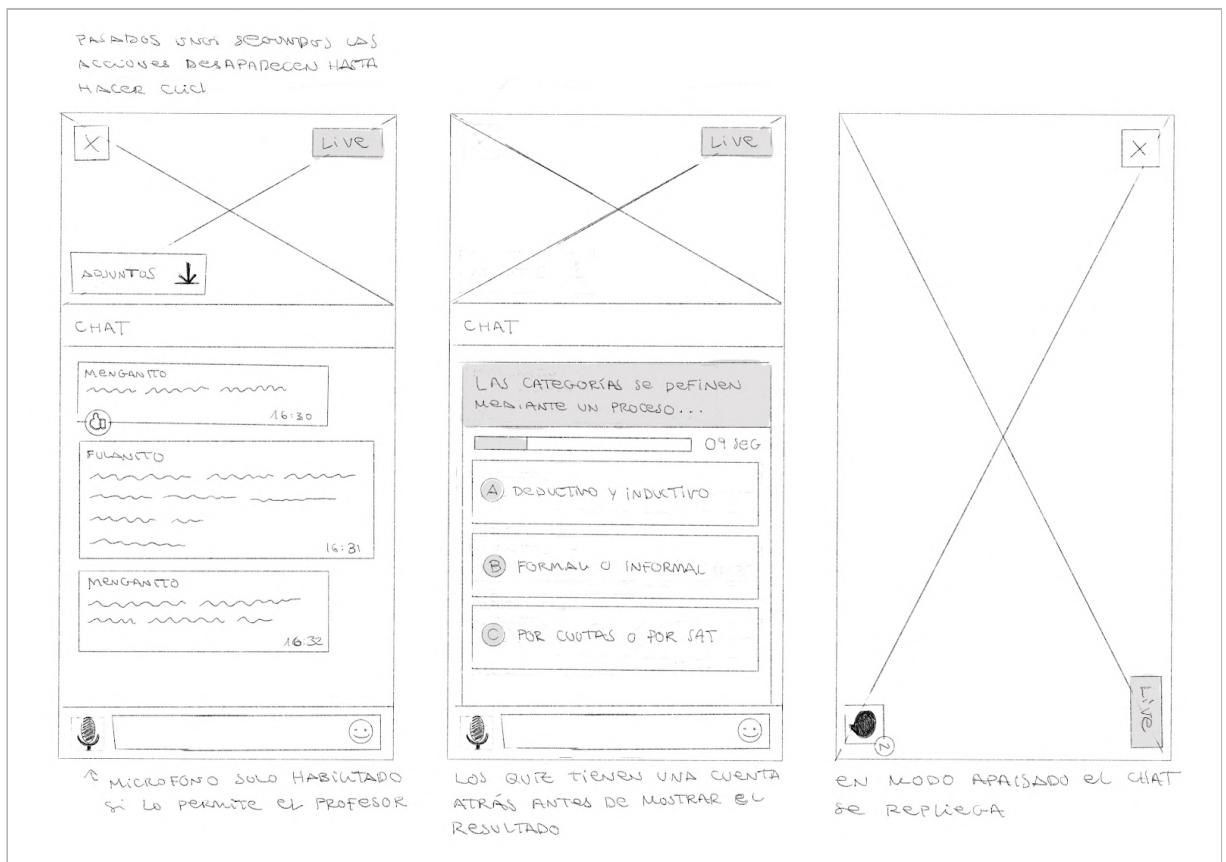 PASADOS UNOS SEGUNDOS LAS
ACCIONES DESAPARECEN HASTA
HACER CLICK
X
LiVe
ADJUNTOS
CHAT
MENGANITO
16:30
FULANITO
16:31
MENGANITO
16:32
MICROFONO SOLO HABILITADO
Si LO PERMITE EL PROFESOR
LiVe
CHAT
LAS CATEGORÍAS SE DEFINEN
MEDIANTE UN PROCESO...
09 SEG
A DEDUCTIVO Y INDUCTIVO
B FORMAL O INFORMAL
C POR CUOTAS O POR SAT
LOS QUIZ TIENEN UNA CUENTA
ATRÁS ANTES DE MOSTRAR EL
RESULTADO
X
2
LiVe
EN MODO APAISADO EL CHAT
SE REPLIEGA